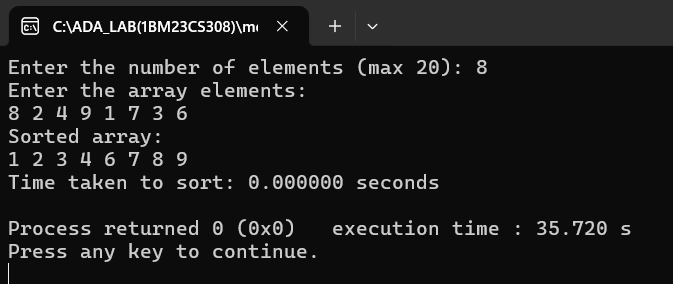 C:\ADA_LAB(1BM23CS308)\me
Enter the number of elements (max 20): 8
Enter the array elements:
8 2 4 9 1 7 3 6
Sorted array:
1 2 3 4 6 7 8 9
Time taken to sort: 0.000000 seconds
Process returned 0 (0x0)   execution time : 35.720 s
Press any key to continue.